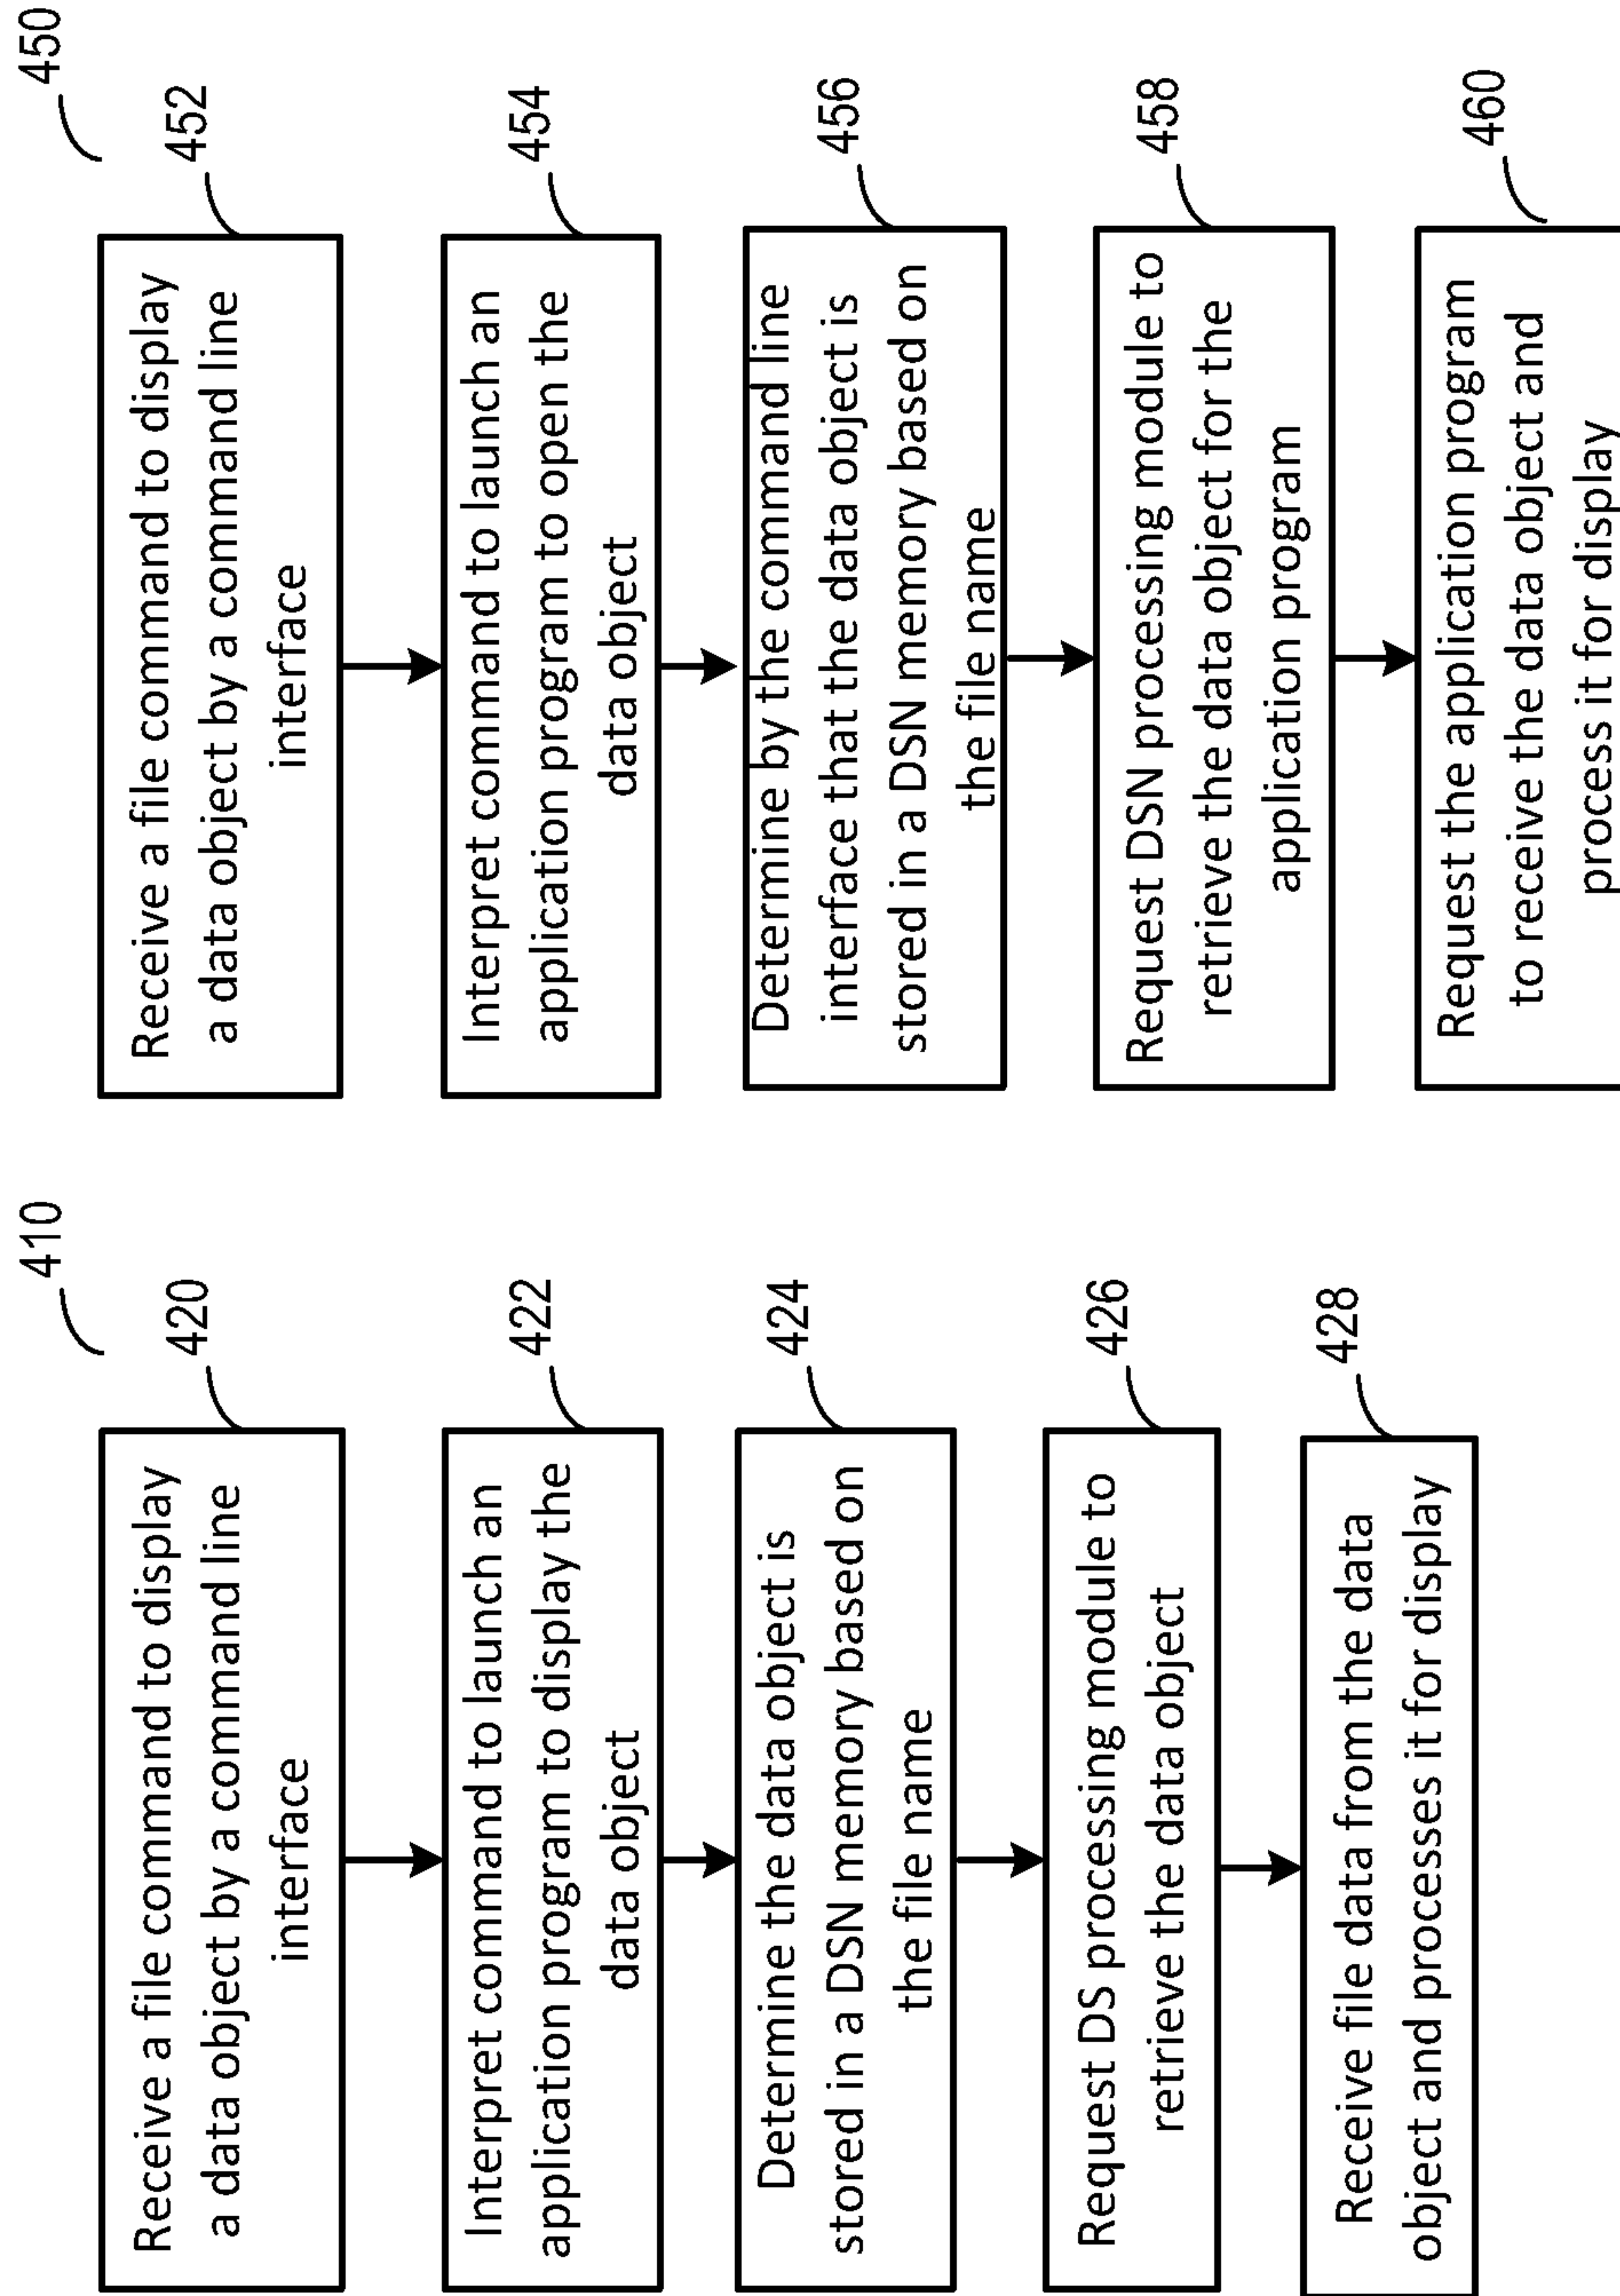 410
Receive a file command to display
a data object by a command line
interface
420
Interpret command to launch an
application program to display the
data object
422
Determine the data object is
stored in a DSN memory based on
the file name
424
Request DS processing module to
retrieve the data object
426
Receive file data from the data
object and processes it for display
428
450
Receive a file command to display
a data object by a command line
interface
452
Interpret command to launch an
application program to open the
data object
454
Determine by the command line
interface that the data object is
stored in a DSN memory based on
the file name
456
Request DSN processing module to
retrieve the data object for the
application program
458
Request the application program
to receive the data object and
process it for display
460